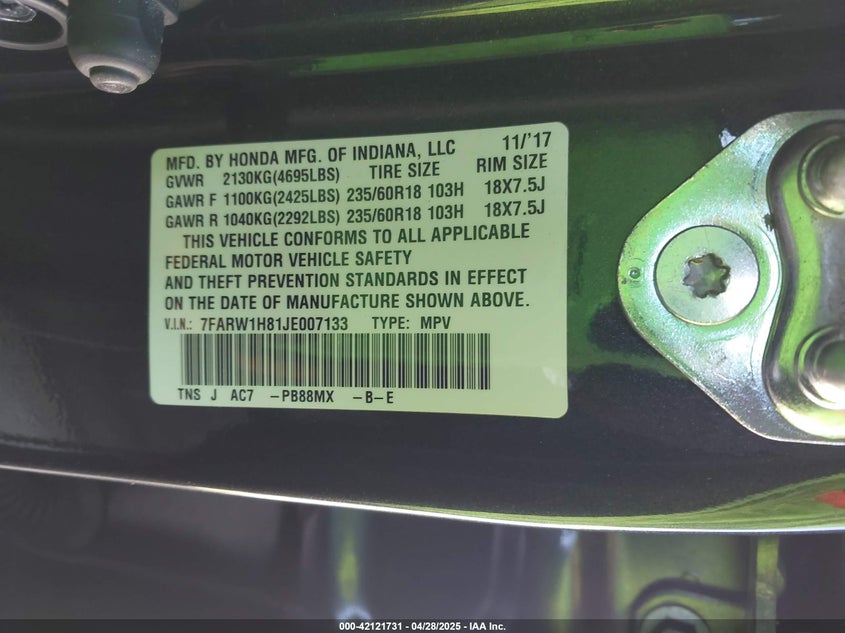 MFD. BY HONDA MFG. OF INDIANA, LLC 11/'17
GVWR 2130KG(4695LBS) TIRE SIZE RIM SIZE
GAWR F 1100KG(2425LBS) 235/60R18 103H 18X7.5J
GAWR R 1040KG(2292LBS) 235/60R18 103H 18X7.5J
THIS VEHICLE CONFORMS TO ALL APPLICABLE
FEDERAL MOTOR VEHICLE SAFETY
AND THEFT PREVENTION STANDARDS IN EFFECT
ON THE DATE OF MANUFACTURE SHOWN ABOVE.
V.I.N.: 7FARW1H81JE007133 TYPE: MPV
TNS J AC7 -PB88MX -B-E
000-42121731 - 04/28/2025 - IAA Inc.